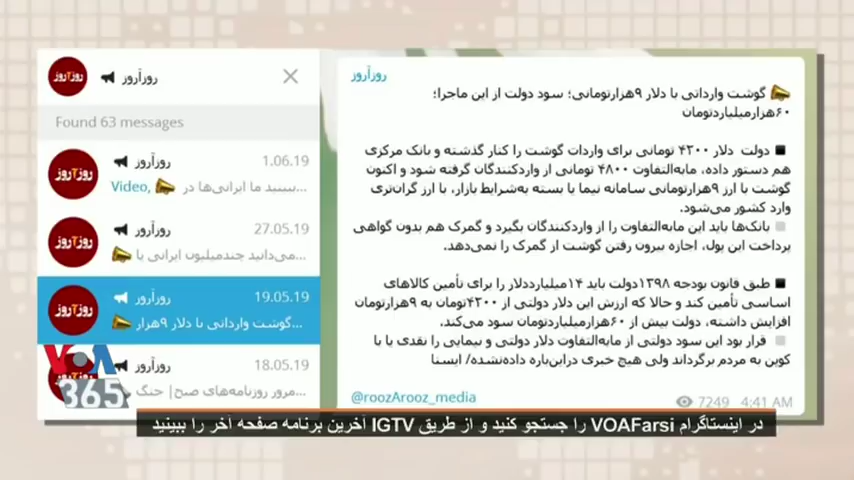 روزآروز
Found 63 messages
روزآروز
1.06.19
...ببینید ما ایرانی‌ها در
Video,
روزآروز
27.05.19
...می‌دانید چندمیلیون ایرانی یا
روزآروز
19.05.19
...گوشت وارداتی با دلار ۹هزار
روزآروز
18.05.19
...مرور روزنامه‌های صبح| جنگ
روزآروز
گوشت وارداتی با دلار ۹هزارتومانی؛ سود دولت از این ماجرا؛
۶۰هزارمیلیاردتومان
دولت دلار ۴۲۰۰ تومانی برای واردات گوشت را کنار گذشته و بانک مرکزی
هم دستور داده، مابه‌التفاوت ۴۸۰۰ تومانی از واردکنندگان گرفته شود و اکنون
گوشت با ارز ۹هزارتومانی سامانه نیما یا بسته به‌شرایط بازار، با ارز گران‌تری
وارد کشور می‌شود.
بانک‌ها باید این مابه‌التفاوت را از واردکنندگان بگیرد و گمرک هم بدون گواهی
پرداخت این پول، اجازه بیرون رفتن گوشت از گمرک را نمی‌دهد.
طبق قانون بودجه ۱۳۹۸دولت باید ۱۴میلیارددلار را برای تأمین کالاهای
اساسی تأمین کند و حالا که ارزش این دلار دولتی از ۴۲۰۰تومان به ۹هزارتومان
افزایش داشته، دولت بیش از ۶۰هزارمیلیاردتومان سود می‌کند.
قرار بود این سود دولتی از مابه‌التفاوت دلار دولتی و نیمایی را نقدی یا با
کوپن به مردم برگرداند ولی هیچ خبری دراین‌باره داده‌نشده/ ایسنا
@roozArooz_media
7249 4:41 AM
VOA
365
در اینستاگرام VOAFarsi را جستجو کنید و از طریق IGTV آخرین برنامه صفحه آخر را ببینید